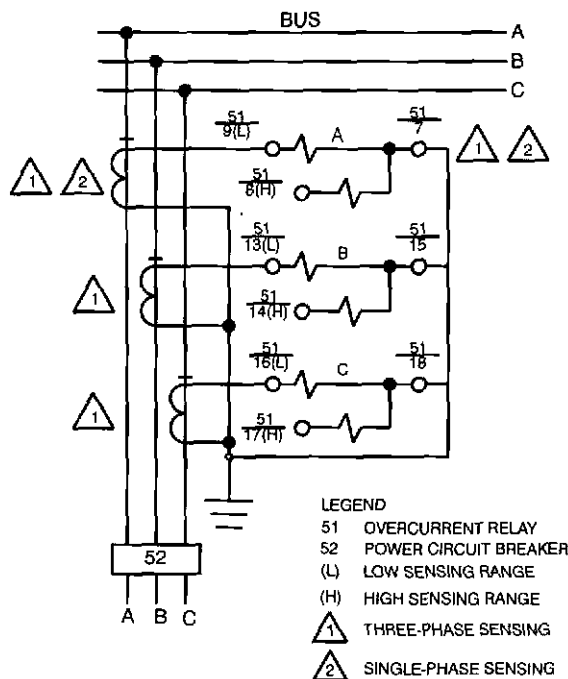 BUS
A
B
C
51
9(L)
A
51
7
1
2
1
2
51
8(H)
51
13(L)
B
51
15
1
51
14(H)
51
16(L)
C
51
18
1
51
17(H)
LEGEND
51 OVERCURRENT RELAY
52 POWER CIRCUIT BREAKER
(L) LOW SENSING RANGE
(H) HIGH SENSING RANGE
1 THREE-PHASE SENSING
2 SINGLE-PHASE SENSING
52
A B C